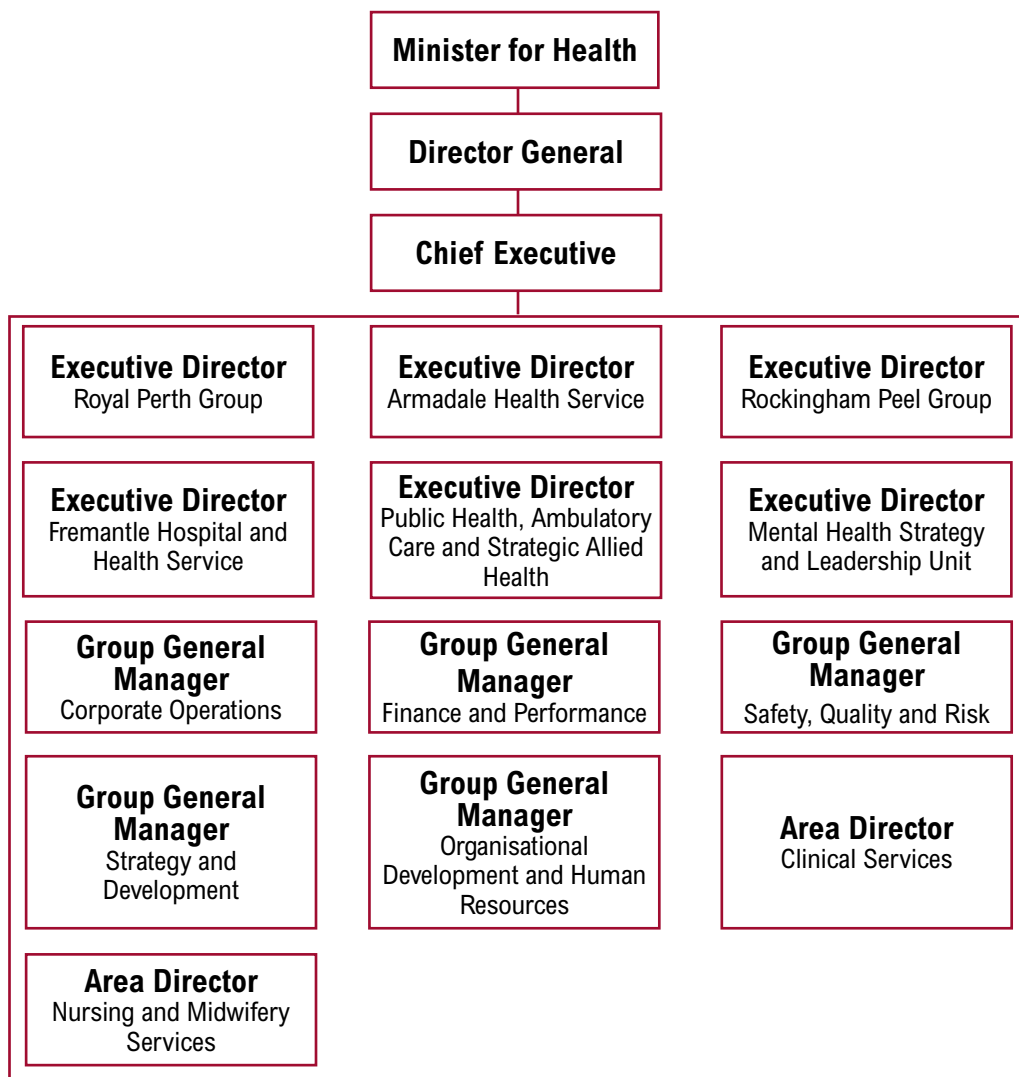 Minister for Health
Director General
Chief Executive
Executive Director
Royal Perth Group
Executive Director
Armadale Health Service
Executive Director
Rockingham Peel Group
Executive Director
Fremantle Hospital and
Health Service
Executive Director
Public Health, Ambulatory
Care and Strategic Allied
Health
Executive Director
Mental Health Strategy
and Leadership Unit
Group General
Manager
Corporate Operations
Group General
Manager
Finance and Performance
Group General
Manager
Safety, Quality and Risk
Group General
Manager
Strategy and
Development
Group General
Manager
Organisational
Development and Human
Resources
Area Director
Clinical Services
Area Director
Nursing and Midwifery
Services